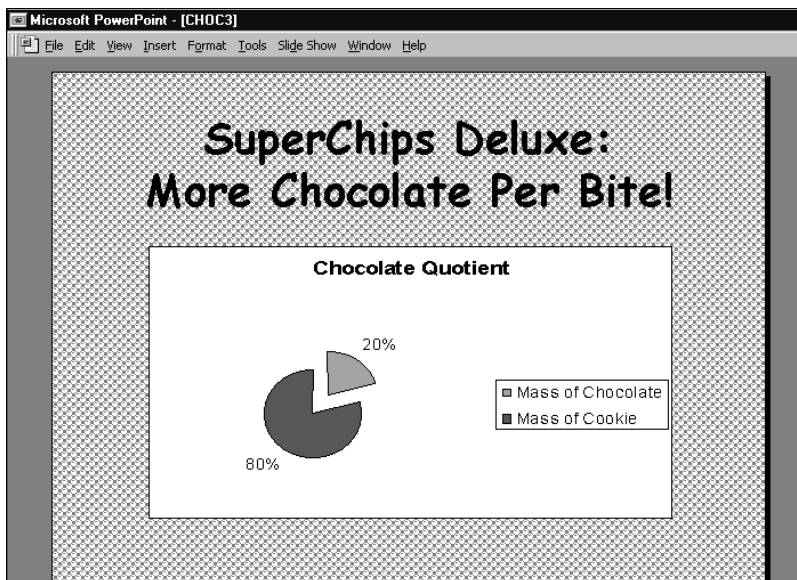 Microsoft PowerPoint - [CHOC3]
File Edit View Insert Format Tools Slide Show Window Help
SuperChips Deluxe:
More Chocolate Per Bite!
Chocolate Quotient
20%
Mass of Chocolate
Mass of Cookie
80%